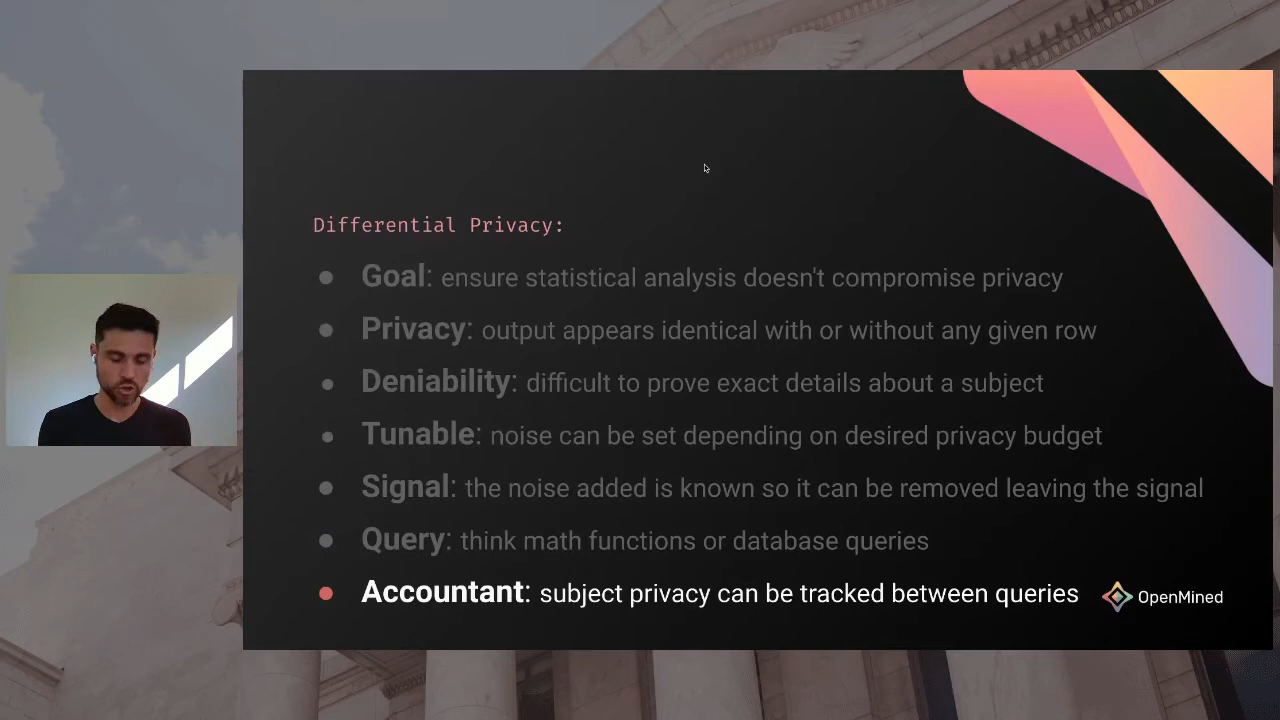 Differential Privacy:
● Goal: ensure statistical analysis doesn't compromise privacy
● Privacy: output appears identical with or without any given row
● Deniability: difficult to prove exact details about a subject
● Tunable: noise can be set depending on desired privacy budget
● Signal: the noise added is known so it can be removed leaving the signal
● Query: think math functions or database queries
● Accountant: subject privacy can be tracked between queries
OpenMined